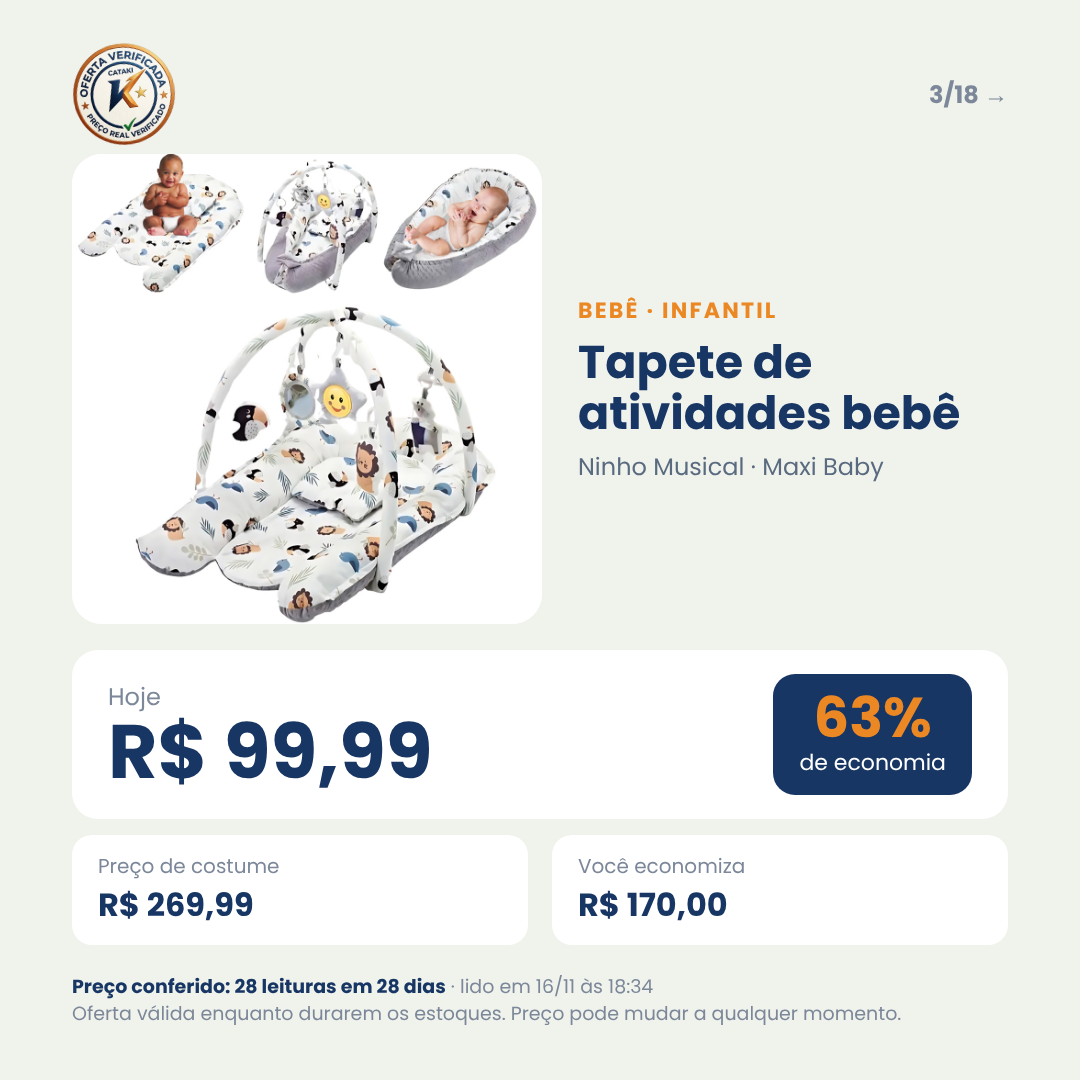 OFERTA VERIFICADA
CATAKI
K
PREÇO REAL VERIFICADO
3/18 →
BEBÊ · INFANTIL
Tapete de
atividades bebê
Ninho Musical · Maxi Baby
Hoje
R$ 99,99
63%
de economia
Preço de costume
R$ 269,99
Você economiza
R$ 170,00
Preço conferido: 28 leituras em 28 dias · lido em 16/11 às 18:34
Oferta válida enquanto durarem os estoques. Preço pode mudar a qualquer momento.